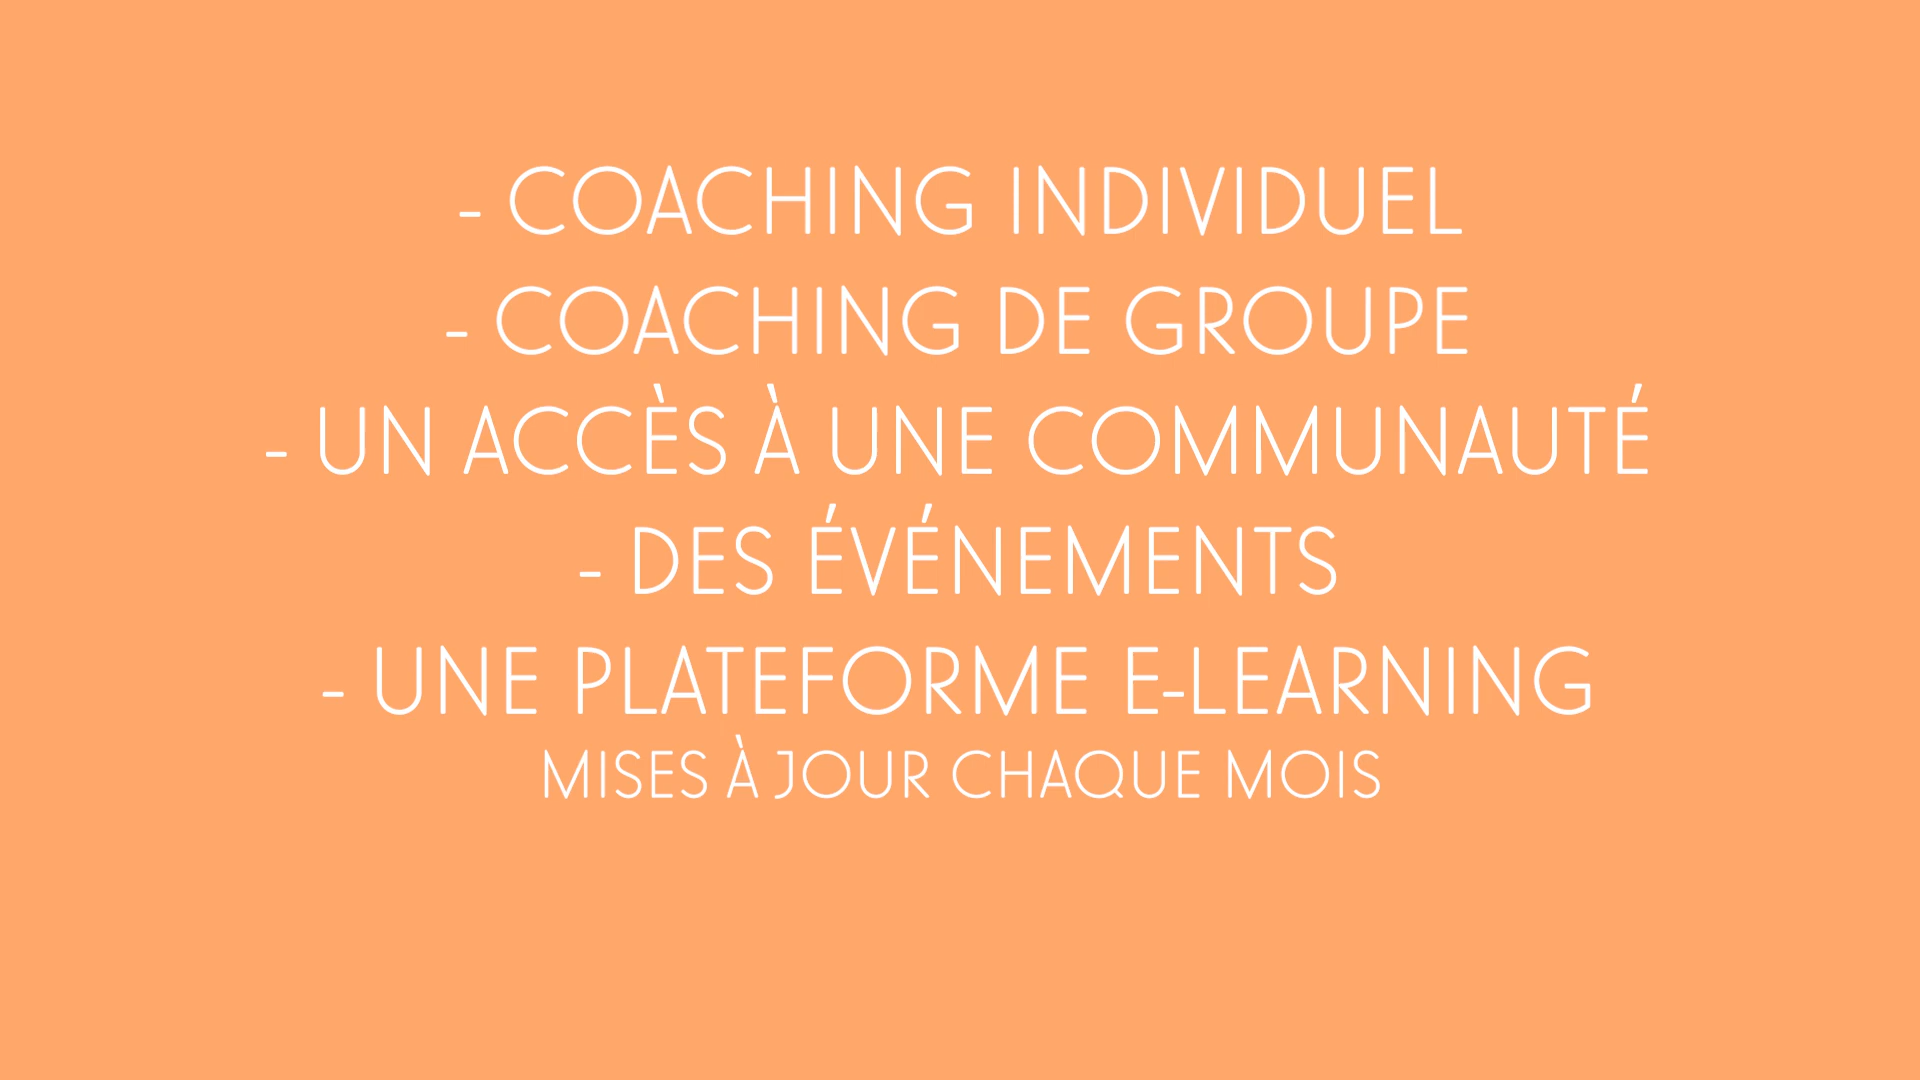 - COACHING INDIVIDUEL
- COACHING DE GROUPE
- UN ACCÈS À UNE COMMUNAUTÉ
- DES ÉVÉNEMENTS
- UNE PLATEFORME E-LEARNING
MISES À JOUR CHAQUE MOIS